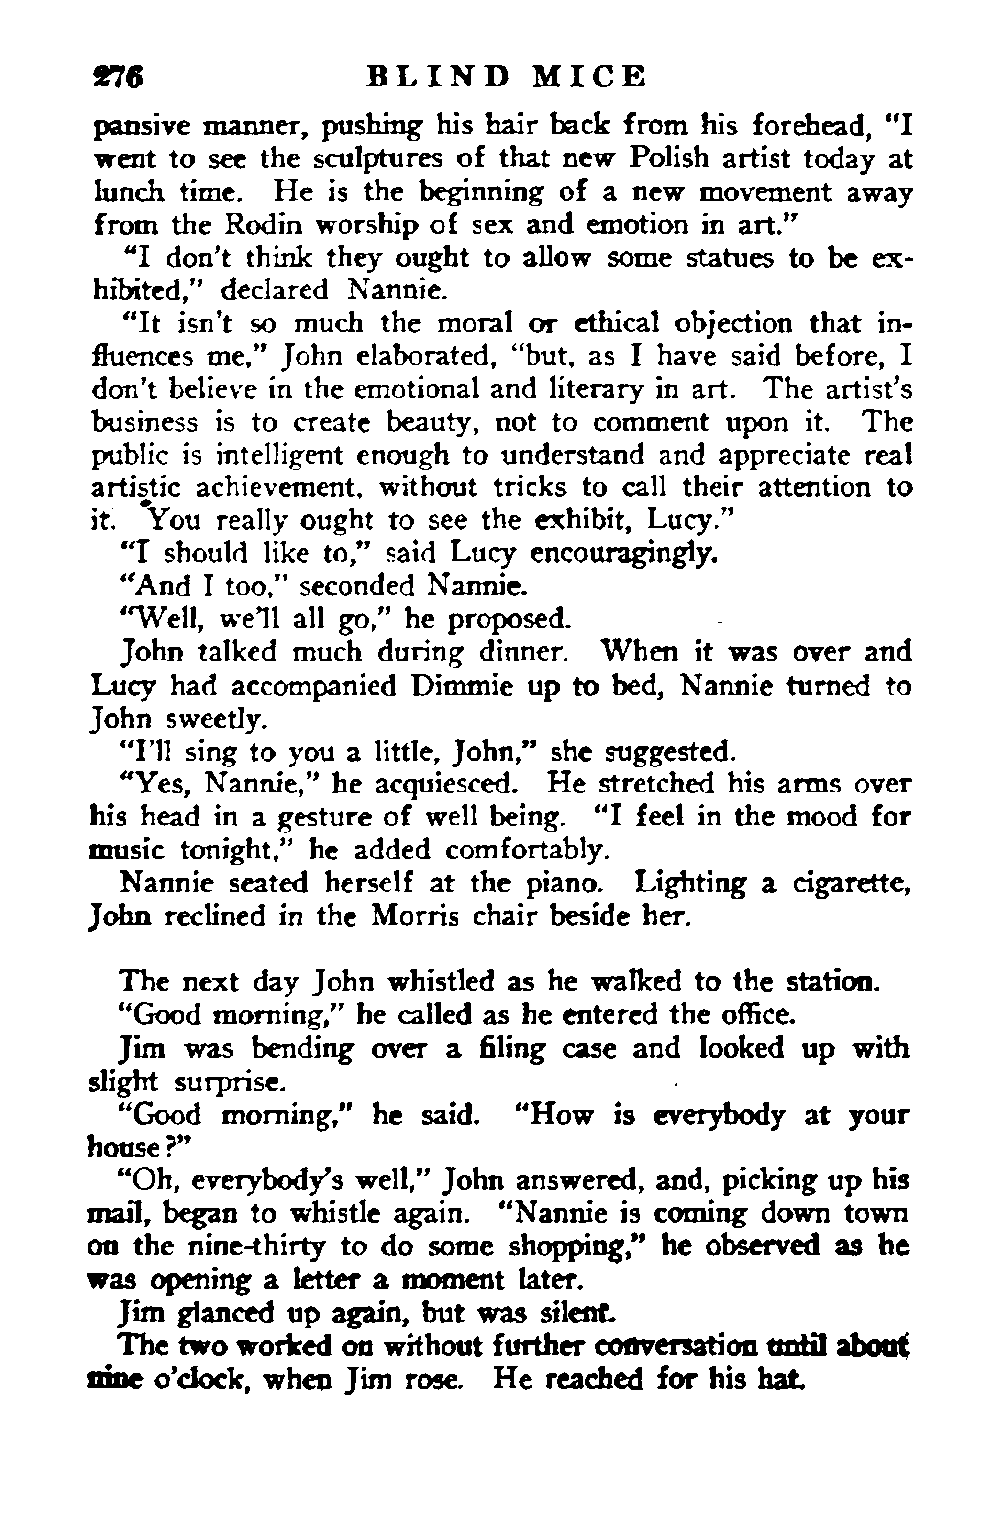 276 BLIND MICE
pansive manner, pushing his hair back from his forehead, "I
went to see the sculptures of that new Polish artist today at
lunch time. He is the beginning of a new movement away
from the Rodin worship of sex and emotion in art."
"I don't think they ought to allow some statues to be ex-
hibited," declared Nannie.
"It isn't so much the moral or ethical objection that in-
fluences me," John elaborated, "but, as I have said before, I
don't believe in the emotional and literary in art. The artist's
business is to create beauty, not to comment upon it. The
public is intelligent enough to understand and appreciate real
artistic achievement, without tricks to call their attention to
it. You really ought to see the exhibit, Lucy."
"I should like to," said Lucy encouragingly.
"And I too," seconded Nannie.
"Well, we'll all go," he proposed.
John talked much during dinner. When it was over and
Lucy had accompanied Dimmie up to bed, Nannie turned to
John sweetly.
"I'll sing to you a little, John," she suggested.
"Yes, Nannie," he acquiesced. He stretched his arms over
his head in a gesture of well being. "I feel in the mood for
music tonight," he added comfortably.
Nannie seated herself at the piano. Lighting a cigarette,
John reclined in the Morris chair beside her.
The next day John whistled as he walked to the station.
"Good morning," he called as he entered the office.
Jim was bending over a filing case and looked up with
slight surprise.
"Good morning," he said. "How is everybody at your
house?"
"Oh, everybody's well," John answered, and, picking up his
mail, began to whistle again. "Nannie is coming down town
on the nine-thirty to do some shopping," he observed as he
was opening a letter a moment later.
Jim glanced up again, but was silent.
The two worked on without further conversation until about
nine o'clock, when Jim rose. He reached for his hat.